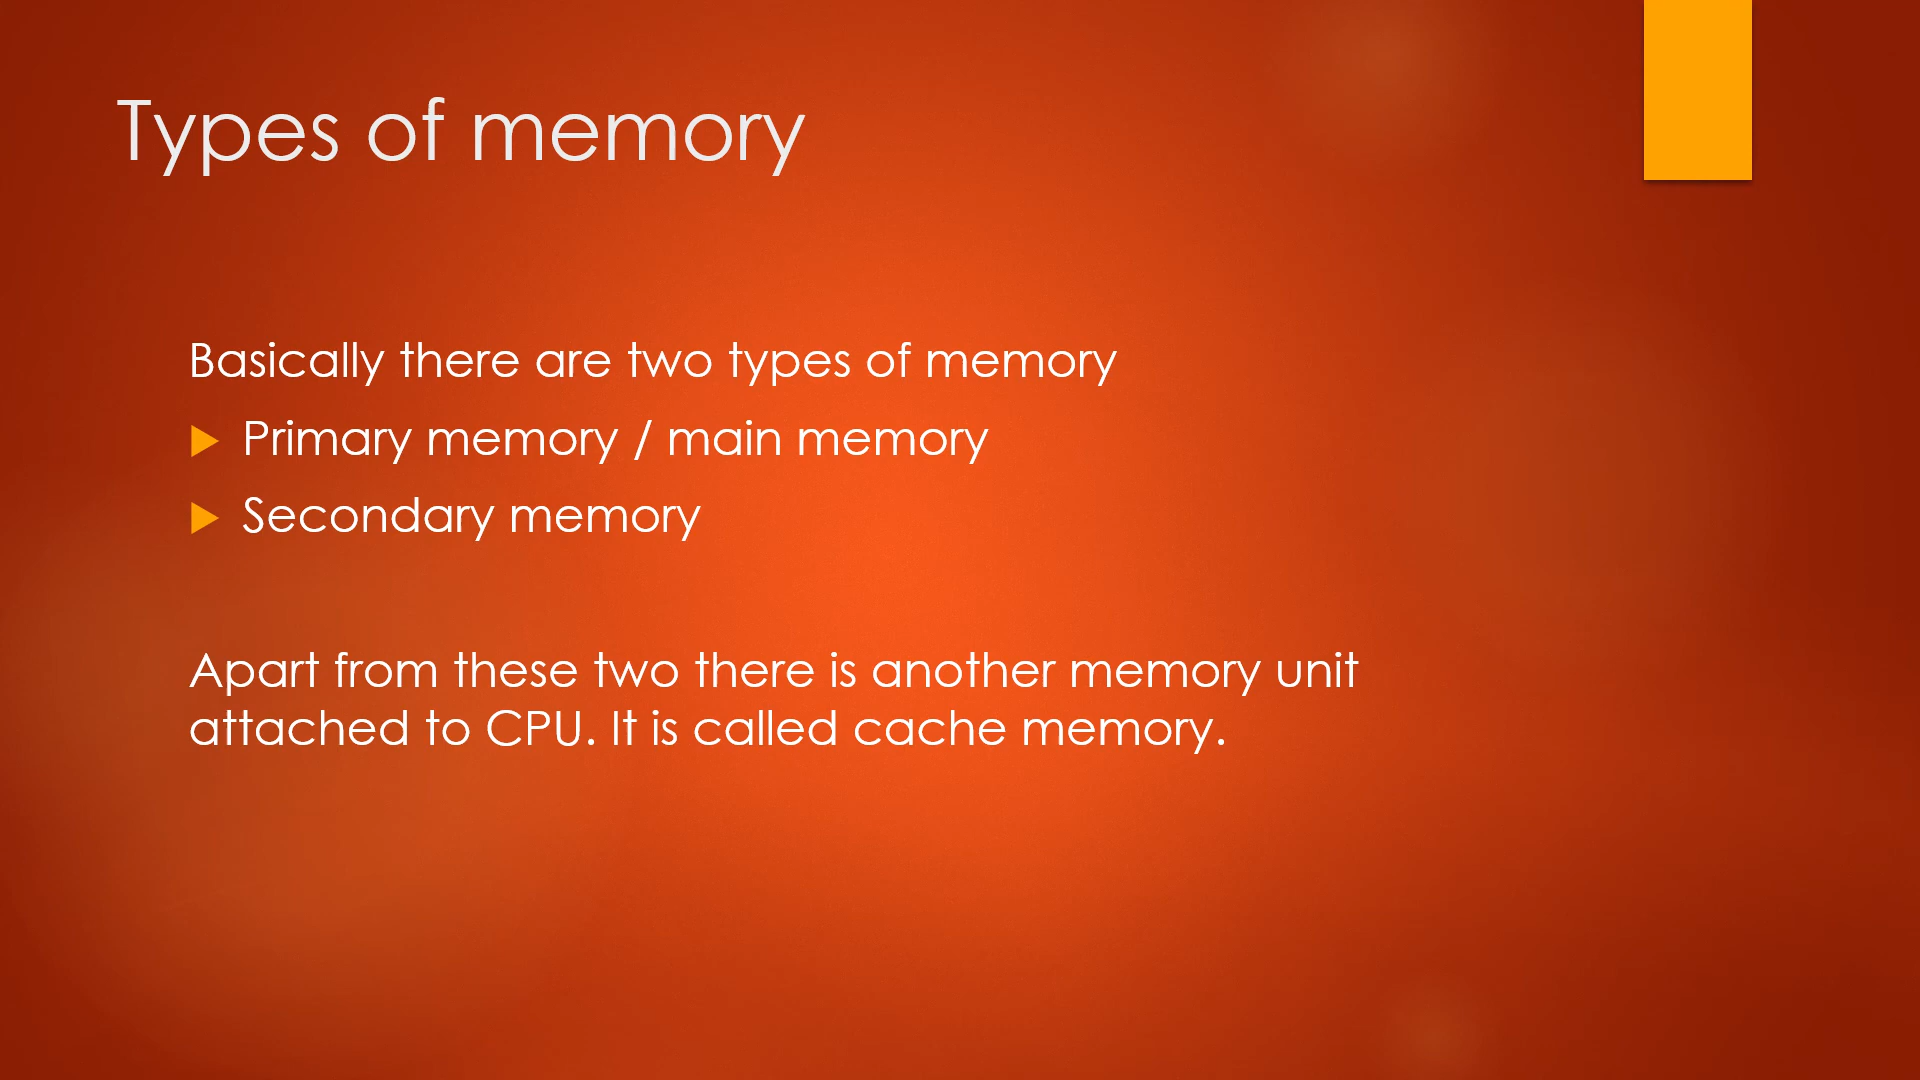 Types of memory
Basically there are two types of memory
Primary memory / main memory
Secondary memory
Apart from these two there is another memory unit
attached to CPU. It is called cache memory.